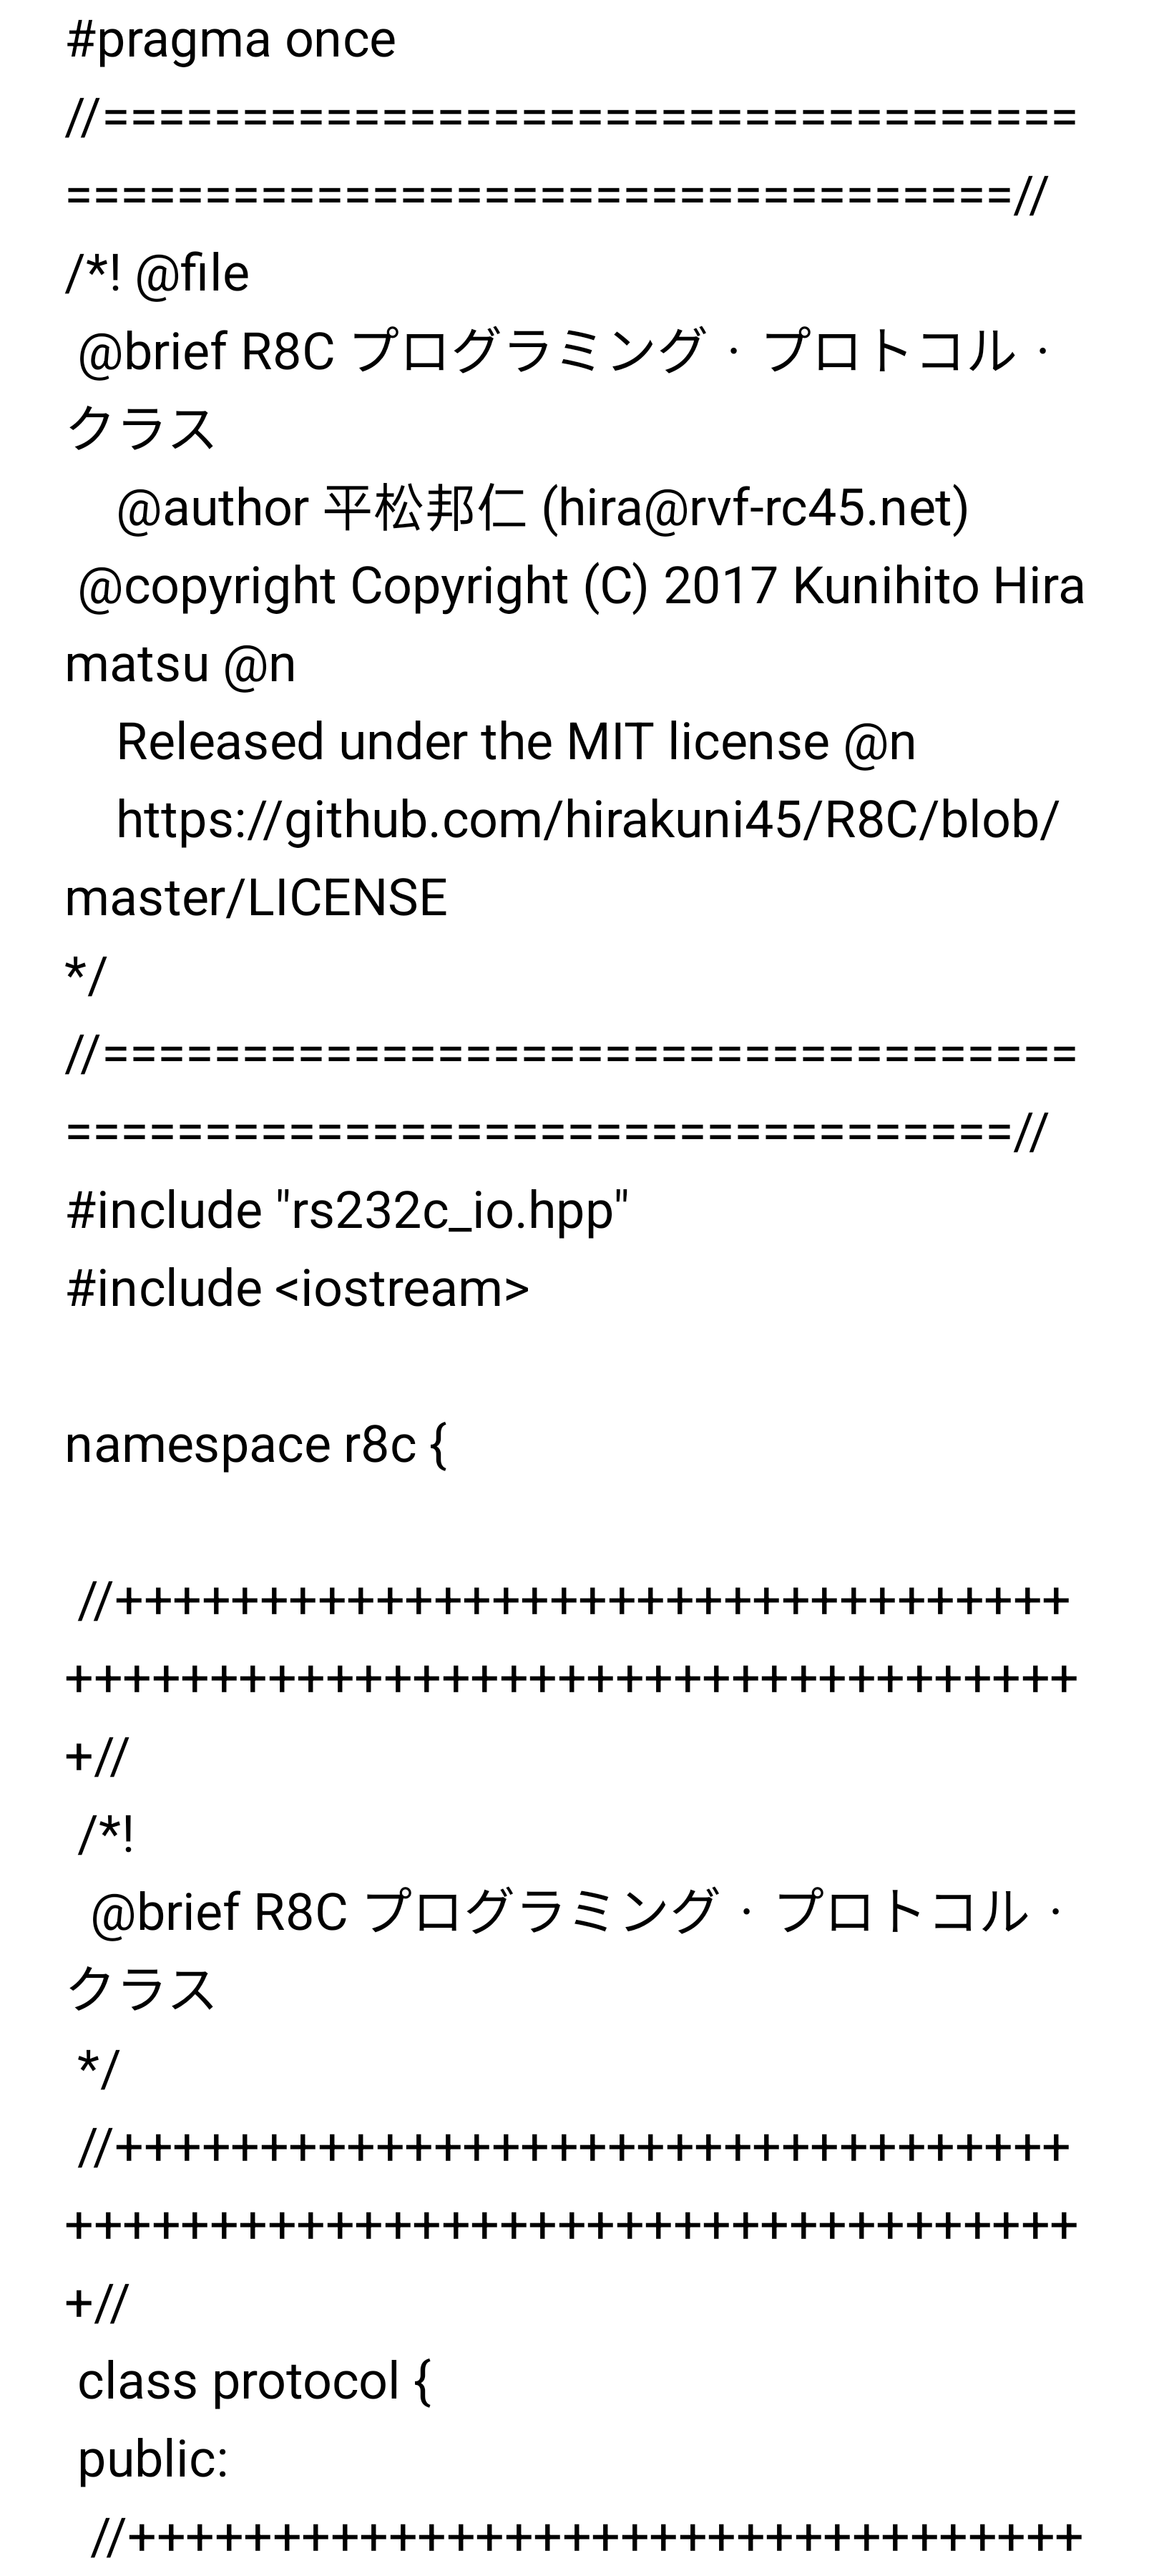 #pragma once
//===================================
==================================//
/*! @file
@brief R8C プログラミング・プロトコル・
クラス
@author 平松邦仁 (hira@rvf-rc45.net)
@copyright Copyright (C) 2017 Kunihito Hira
matsu @n
Released under the MIT license @n
https://github.com/hirakuni45/R8C/blob/
master/LICENSE
*/
//===================================
==================================//
#include "rs232c_io.hpp"
#include <iostream>
namespace r8c {
//+++++++++++++++++++++++++++++++++
+++++++++++++++++++++++++++++++++++
+//
/*!
@brief R8C プログラミング・プロトコル・
クラス
*/
//+++++++++++++++++++++++++++++++++
+++++++++++++++++++++++++++++++++++
+//
class protocol {
public:
//+++++++++++++++++++++++++++++++++